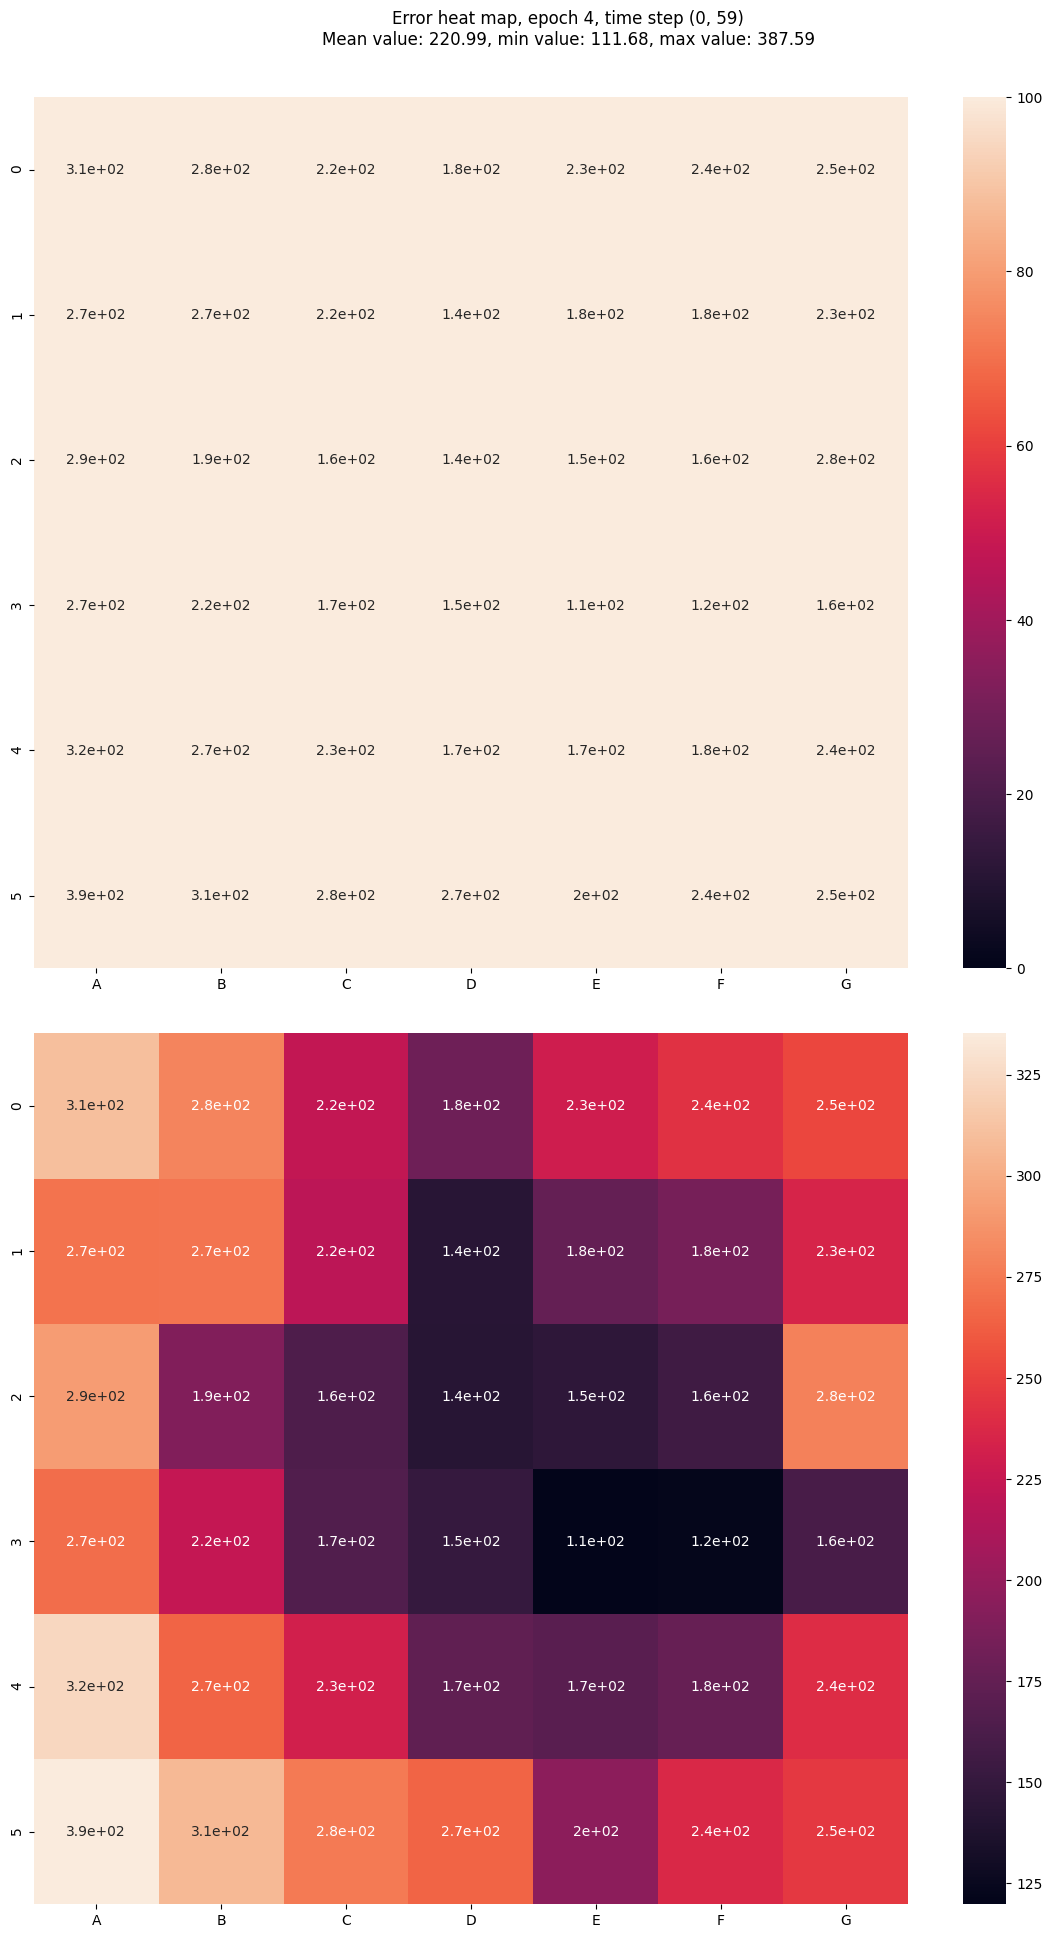 Error heat map, epoch 4, time step (0, 59)
Mean value: 220.99, min value: 111.68, max value: 387.59
0 3.1e+02 2.8e+02 2.2e+02 1.8e+02 2.3e+02 2.4e+02 2.5e+02
1 2.7e+02 2.7e+02 2.2e+02 1.4e+02 1.8e+02 1.8e+02 2.3e+02
2 2.9e+02 1.9e+02 1.6e+02 1.4e+02 1.5e+02 1.6e+02 2.8e+02
3 2.7e+02 2.2e+02 1.7e+02 1.5e+02 1.1e+02 1.2e+02 1.6e+02
4 3.2e+02 2.7e+02 2.3e+02 1.7e+02 1.7e+02 1.8e+02 2.4e+02
5 3.9e+02 3.1e+02 2.8e+02 2.7e+02 2e+02 2.4e+02 2.5e+02
A B C D E F G
100
80
60
40
20
0
0 3.1e+02 2.8e+02 2.2e+02 1.8e+02 2.3e+02 2.4e+02 2.5e+02
1 2.7e+02 2.7e+02 2.2e+02 1.4e+02 1.8e+02 1.8e+02 2.3e+02
2 2.9e+02 1.9e+02 1.6e+02 1.4e+02 1.5e+02 1.6e+02 2.8e+02
3 2.7e+02 2.2e+02 1.7e+02 1.5e+02 1.1e+02 1.2e+02 1.6e+02
4 3.2e+02 2.7e+02 2.3e+02 1.7e+02 1.7e+02 1.8e+02 2.4e+02
5 3.9e+02 3.1e+02 2.8e+02 2.7e+02 2e+02 2.4e+02 2.5e+02
A B C D E F G
325
300
275
250
225
200
175
150
125